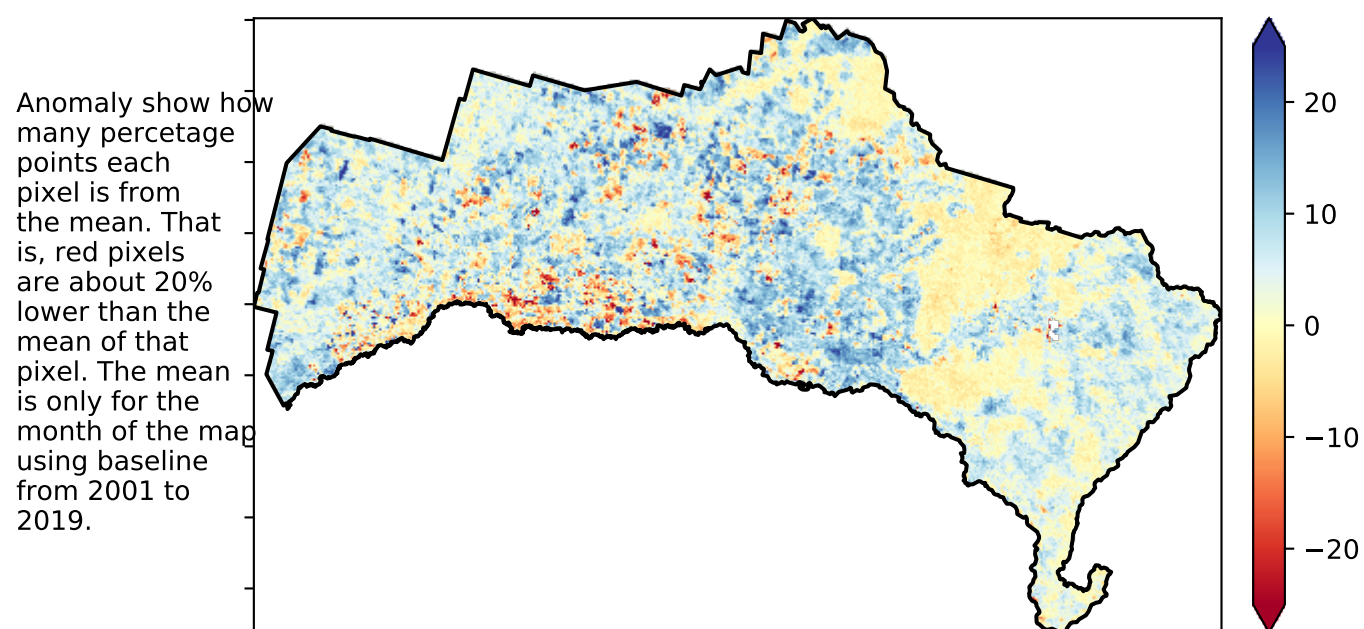 Anomaly show how
many percetage
points each
pixel is from
the mean. That
is, red pixels
are about 20%
lower than the
mean of that
pixel. The mean
is only for the
month of the map
using baseline
from 2001 to
2019.
20
10
0
−10
−20